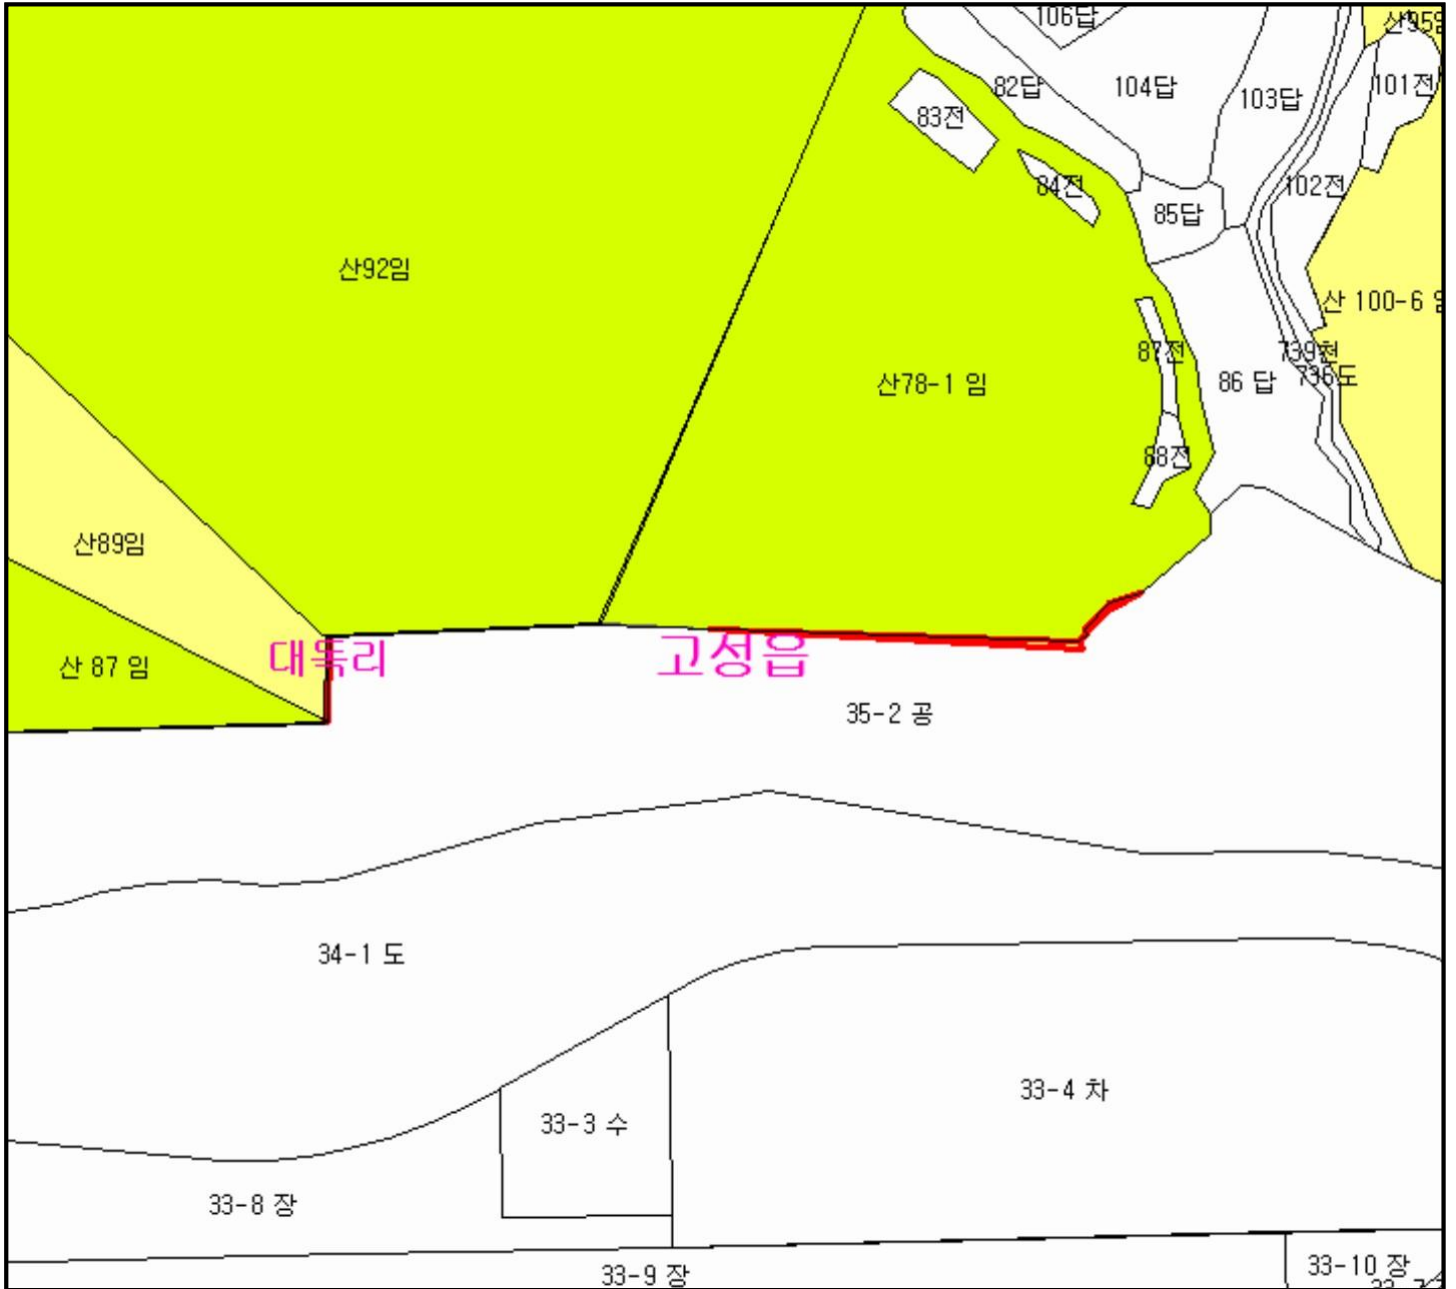 106답
산95임
82답
104답
103답
101전
83전
84전
85답
102전
산92임
산 100-6
87전
739천
736도
산78-1 임
86 답
88전
산89임
대독리
고성읍
산 87 임
35-2 공
34-1 도
33-4 차
33-3 수
33-8 장
33-9 장
33-10 장